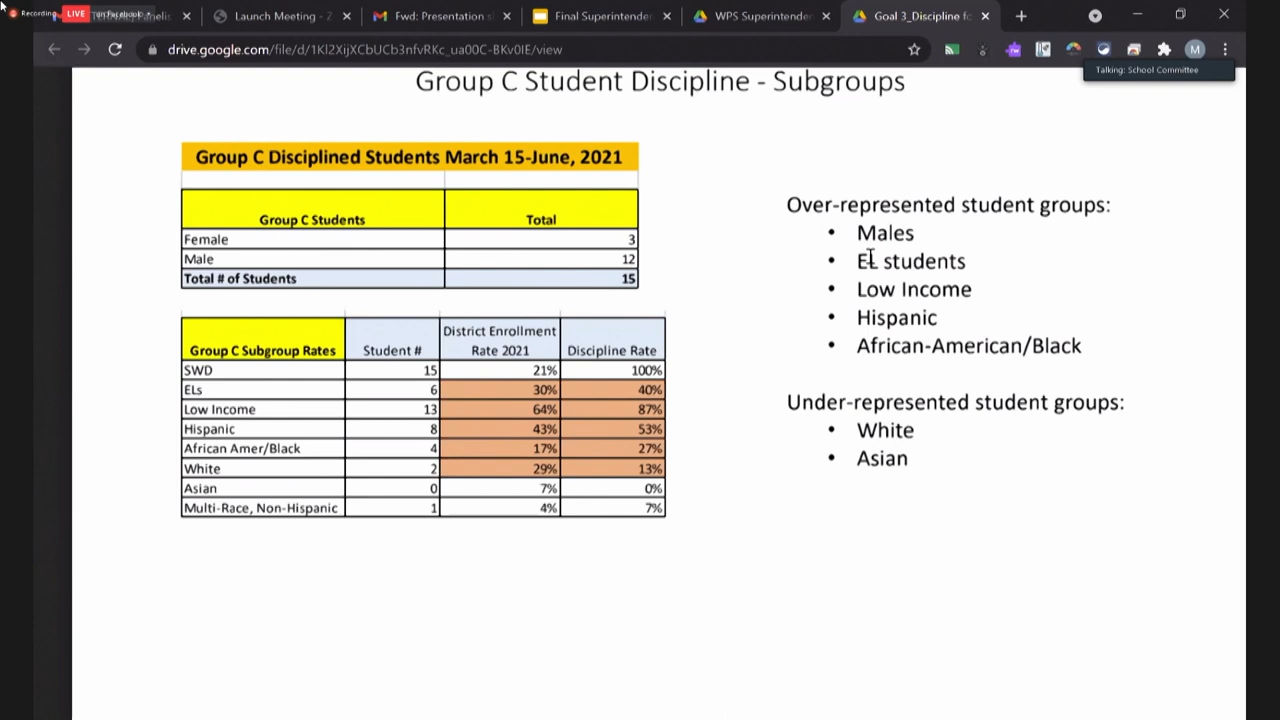 Recording
LIVE
on Facebook
Launch Meeting - Z
Fwd: Presentation s
Final Superintender
WPS Superintender
Goal 3_Discipline fo
drive.google.com/file/d/1Kl2XijXCbUCb3nfvRKc_ua00C-BKv0IE/view
M
Talking: School Committee
Group C Student Discipline - Subgroups
Group C Disciplined Students March 15-June, 2021
Group C Students Total
Female 3
Male 12
Total # of Students 15
Group C Subgroup Rates Student # District Enrollment Rate 2021 Discipline Rate
SWD 15 21% 100%
ELs 6 30% 40%
Low Income 13 64% 87%
Hispanic 8 43% 53%
African Amer/Black 4 17% 27%
White 2 29% 13%
Asian 0 7% 0%
Multi-Race, Non-Hispanic 1 4% 7%
Over-represented student groups:
• Males
• EL students
• Low Income
• Hispanic
• African-American/Black
Under-represented student groups:
• White
• Asian